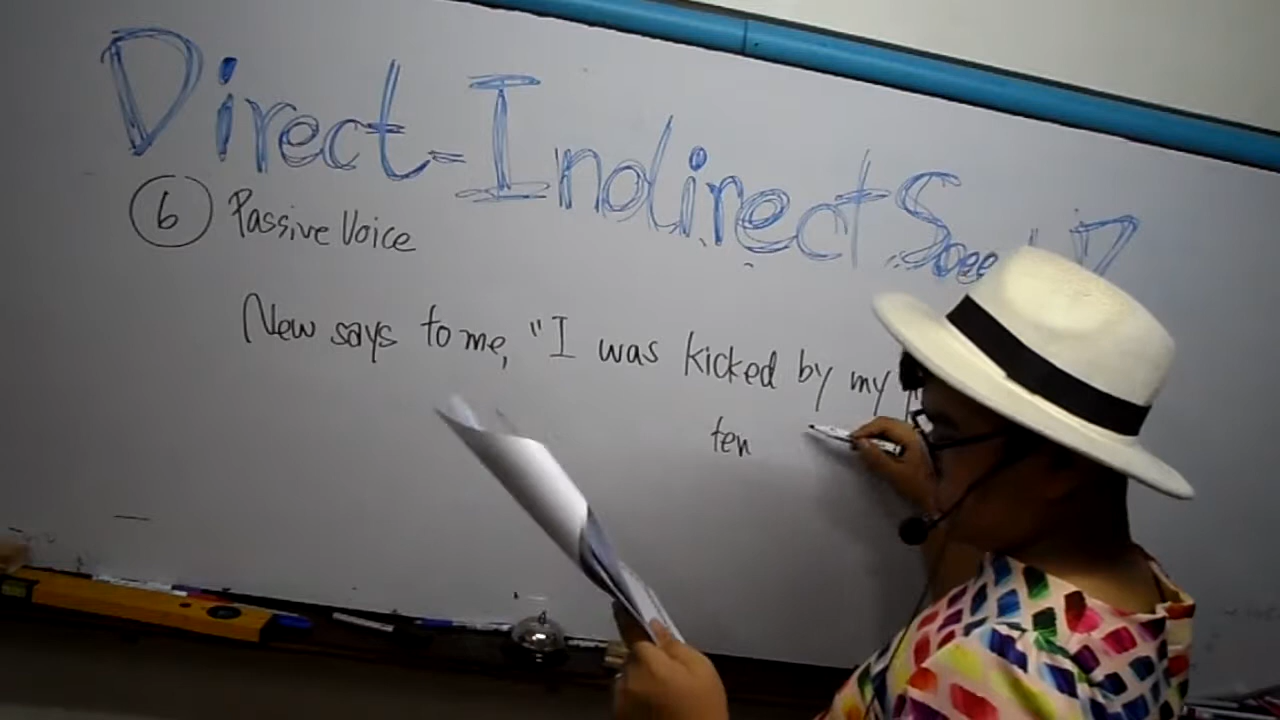 Direct-Indirect
6 Passive Voice
New says to me, "I was kicked by my
ten